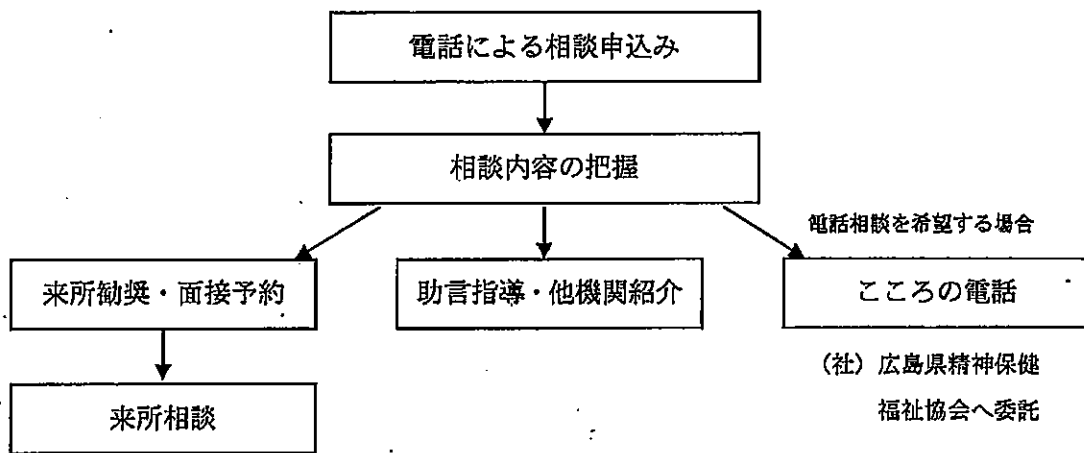 電話による相談申込み
相談内容の把握
電話相談を希望する場合
来所勧奨・面接予約
助言指導・他機関紹介
こころの電話
(社)広島県精神保健
福祉協会へ委託
来所相談